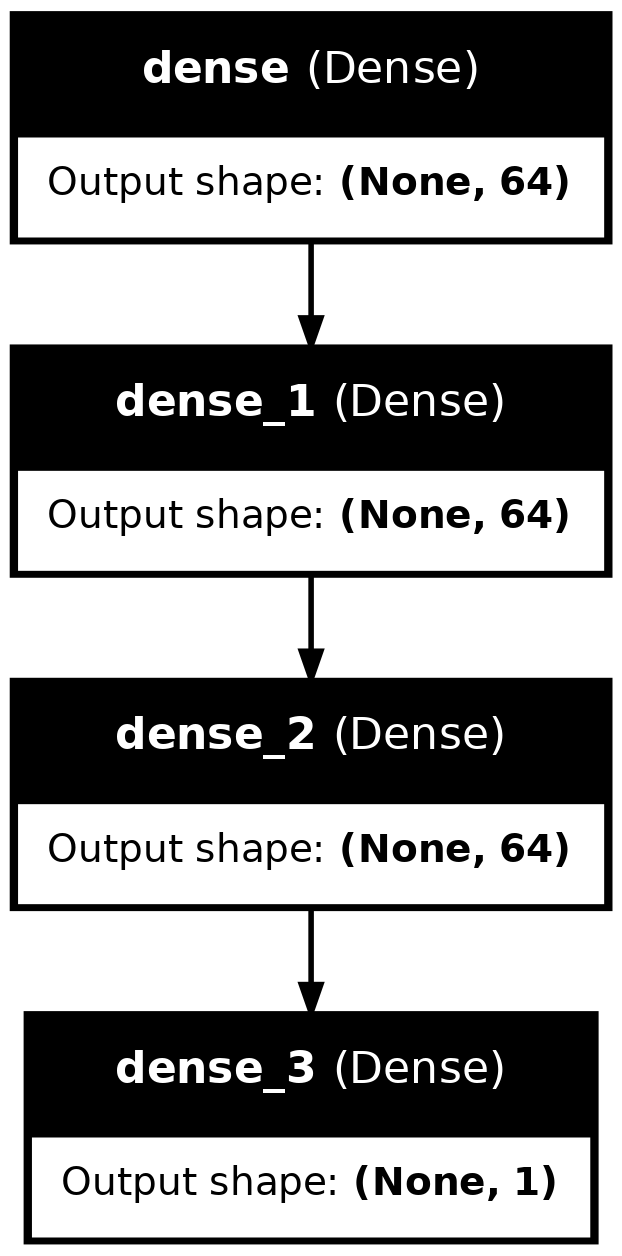 dense (Dense)
Output shape: (None, 64)
dense_1 (Dense)
Output shape: (None, 64)
dense_2 (Dense)
Output shape: (None, 64)
dense_3 (Dense)
Output shape: (None, 1)